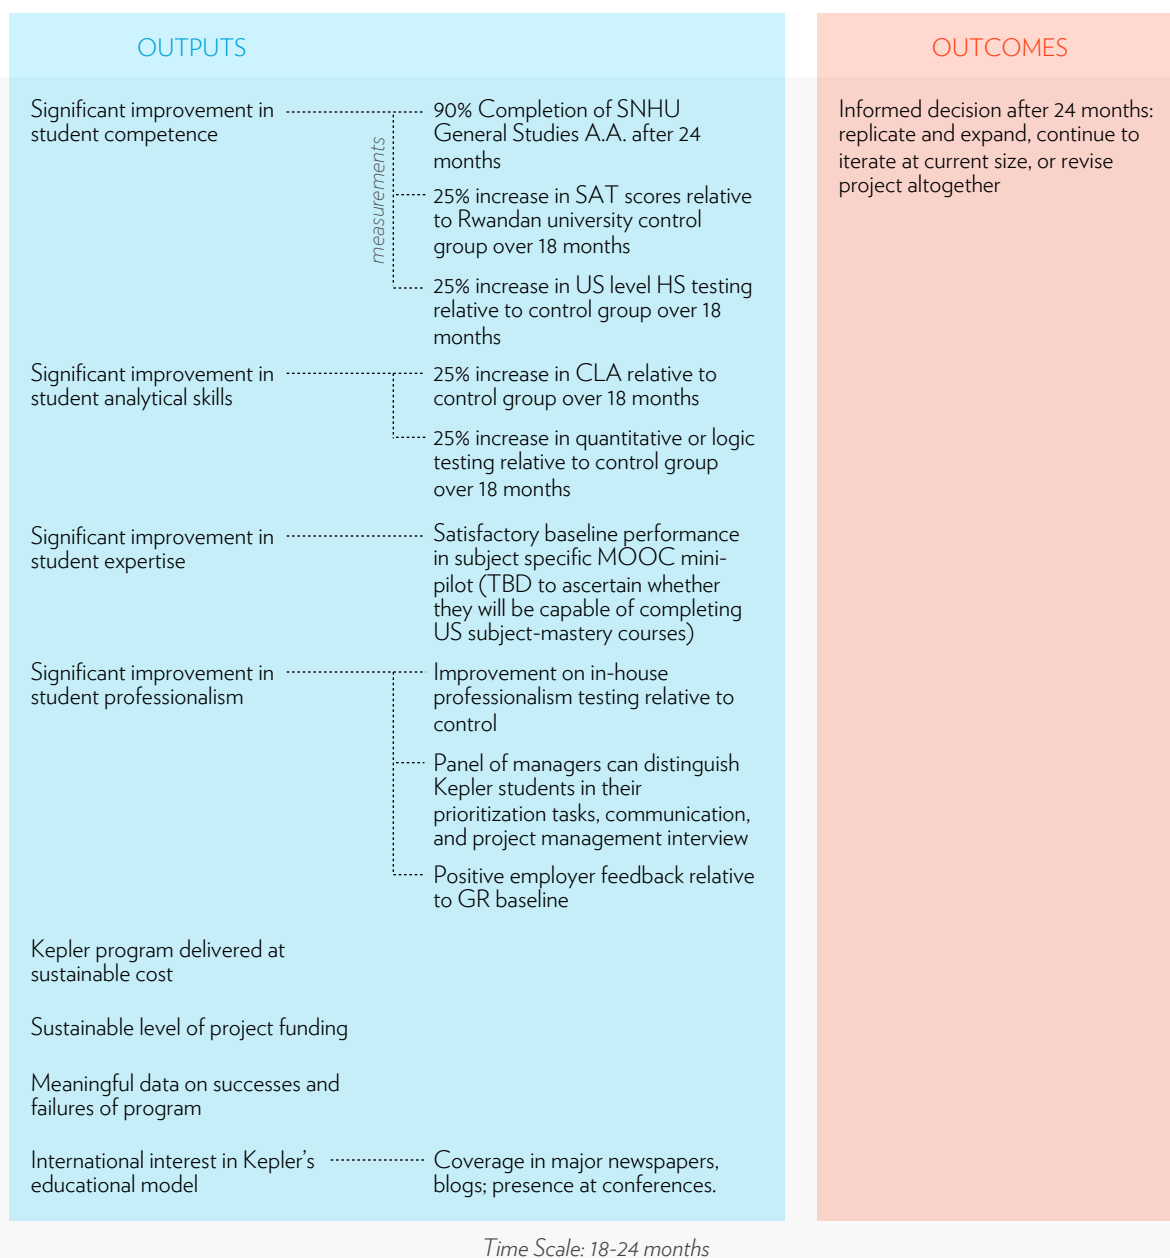 OUTPUTS
Significant improvement in
student competence
measurements
90% Completion of SNHU
General Studies A.A. after 24
months
25% increase in SAT scores relative
to Rwandan university control
group over 18 months
25% increase in US level HS testing
relative to control group over 18
months
Significant improvement in
student analytical skills
25% increase in CLA relative to
control group over 18 months
25% increase in quantitative or logic
testing relative to control group
over 18 months
Significant improvement in
student expertise
Satisfactory baseline performance
in subject specific MOOC mini-
pilot (TBD to ascertain whether
they will be capable of completing
US subject-mastery courses)
Significant improvement in
student professionalism
Improvement on in-house
professionalism testing relative to
control
Panel of managers can distinguish
Kepler students in their
prioritization tasks, communication,
and project management interview
Positive employer feedback relative
to GR baseline
Kepler program delivered at
sustainable cost
Sustainable level of project funding
Meaningful data on successes and
failures of program
International interest in Kepler's
educational model
Coverage in major newspapers,
blogs; presence at conferences.
OUTCOMES
Informed decision after 24 months:
replicate and expand, continue to
iterate at current size, or revise
project altogether
Time Scale: 18-24 months